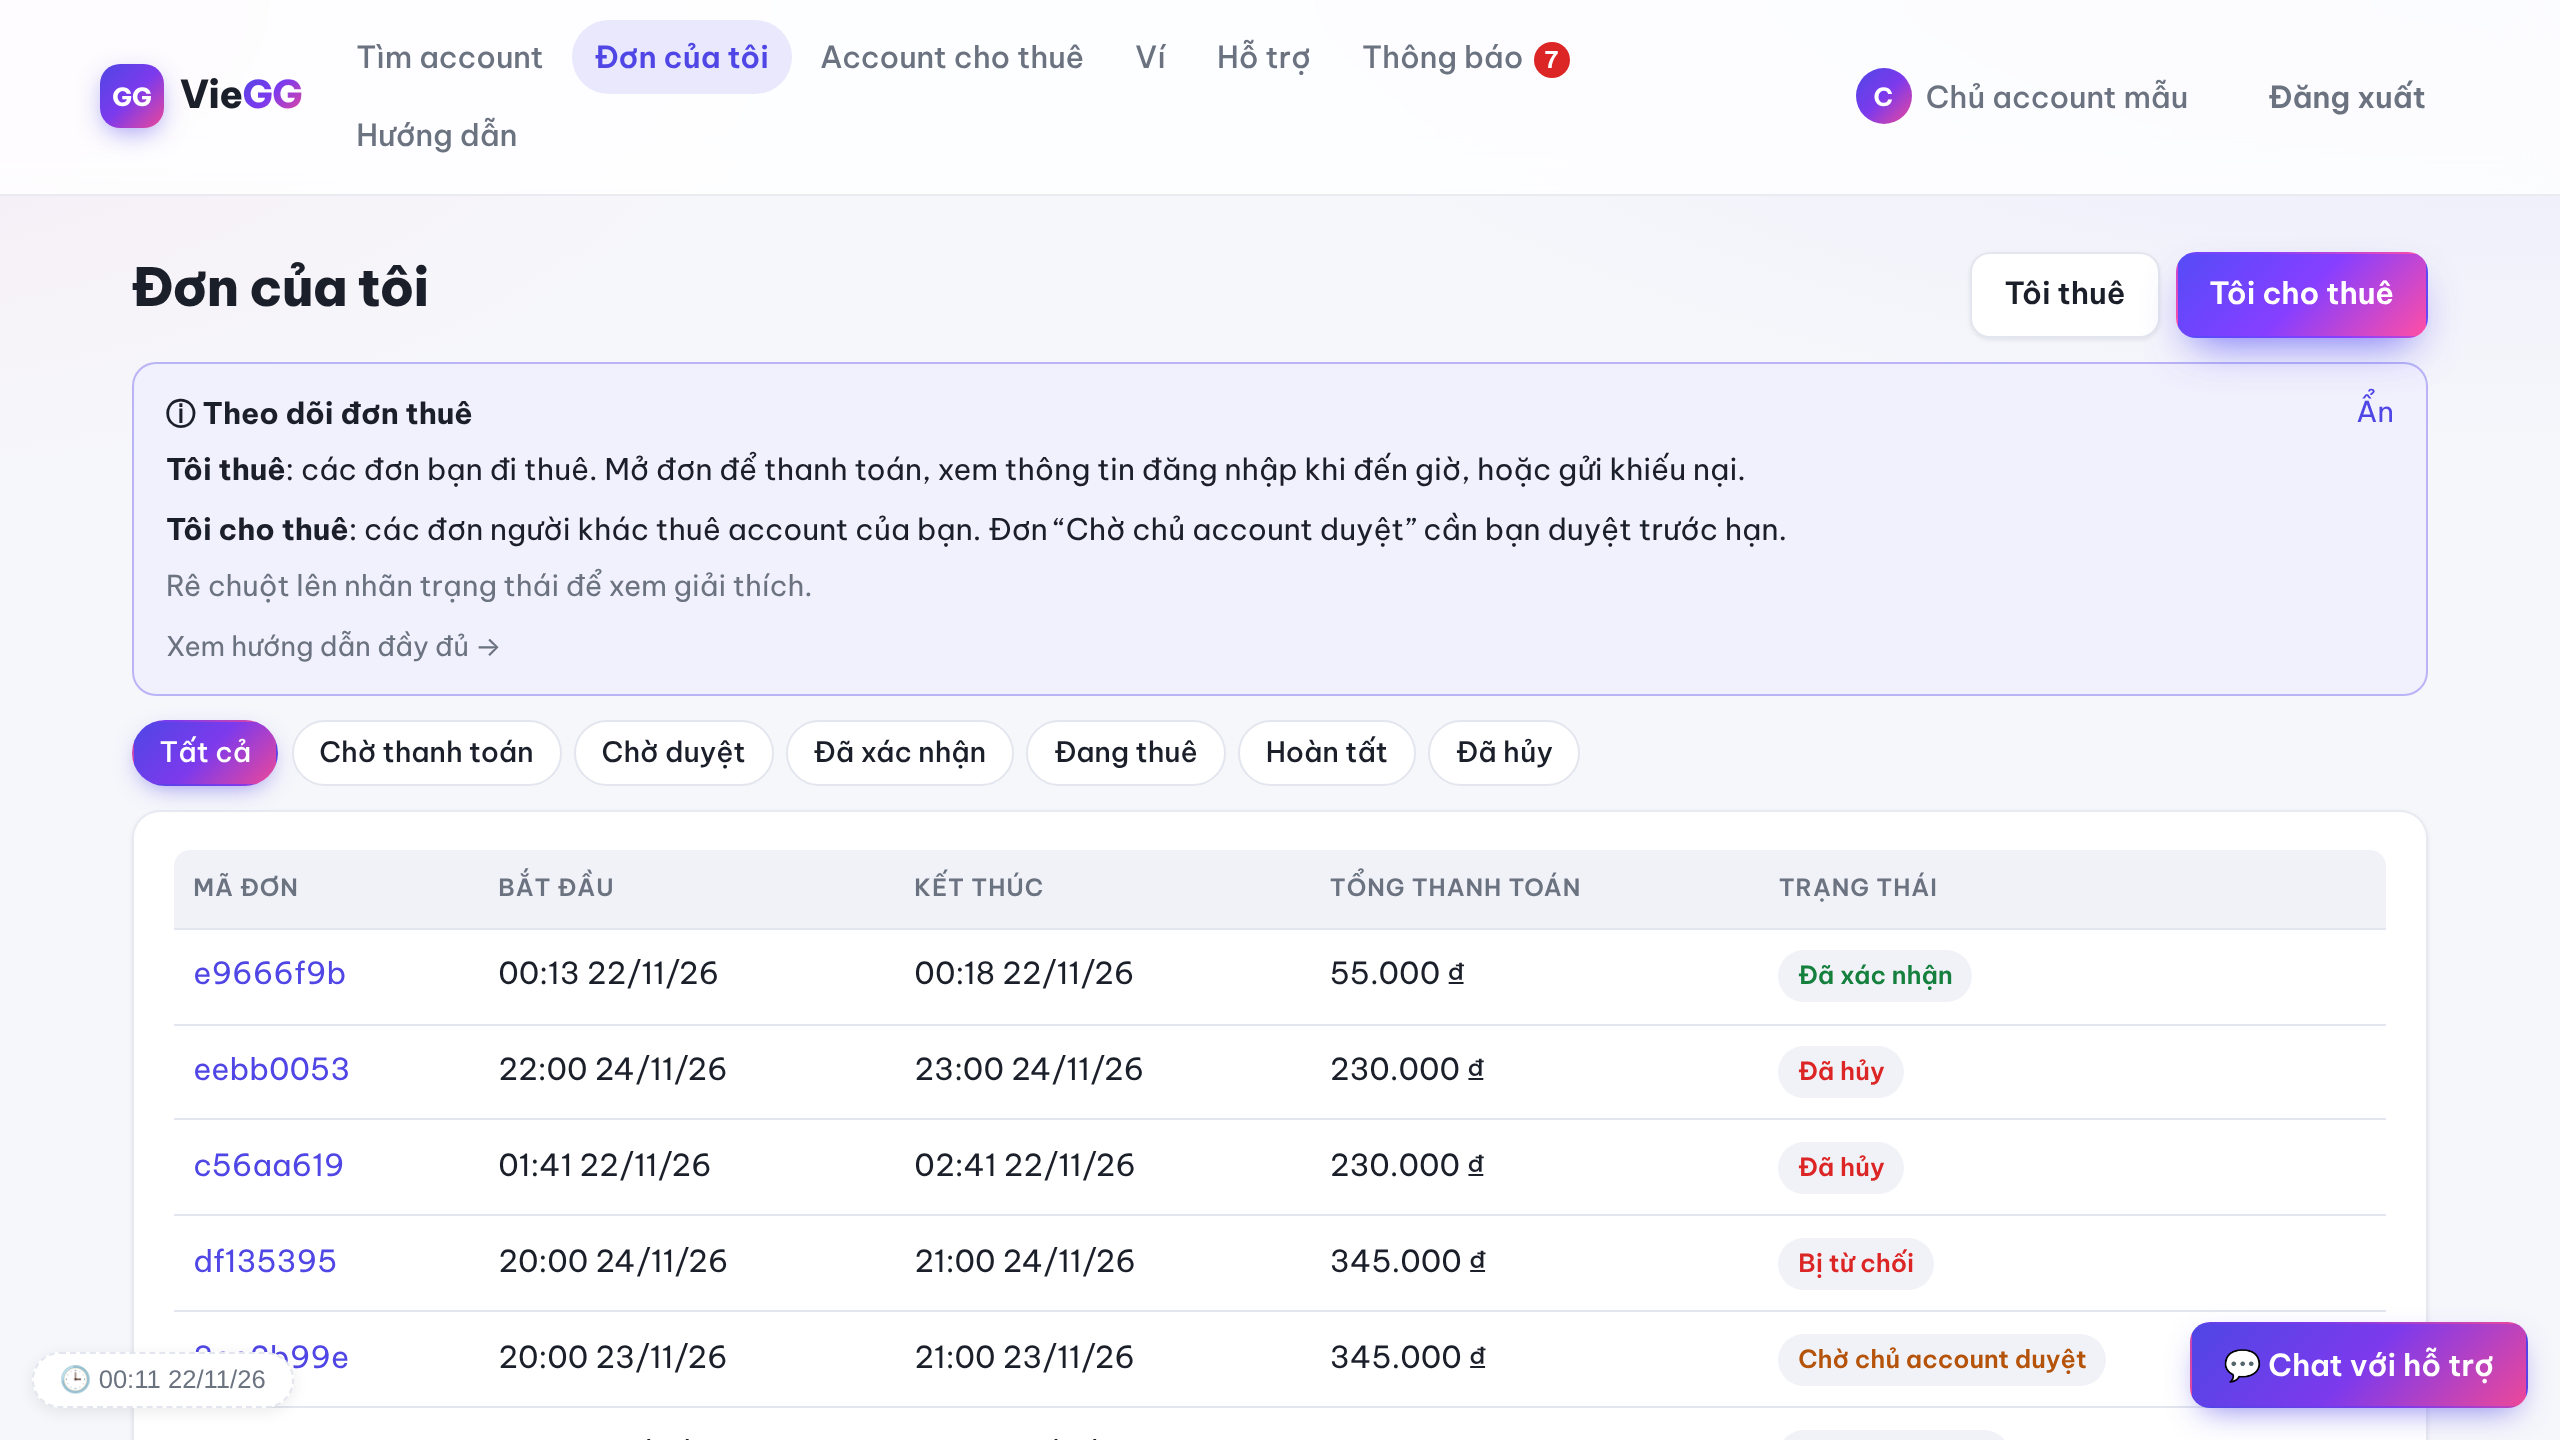 GG VieGG
Tìm account Đơn của tôi Account cho thuê Ví Hỗ trợ Thông báo 7
Hướng dẫn
C Chủ account mẫu Đăng xuất
Đơn của tôi
Tôi thuê Tôi cho thuê
ⓘ Theo dõi đơn thuê Ẩn
Tôi thuê: các đơn bạn đi thuê. Mở đơn để thanh toán, xem thông tin đăng nhập khi đến giờ, hoặc gửi khiếu nại.
Tôi cho thuê: các đơn người khác thuê account của bạn. Đơn “Chờ chủ account duyệt” cần bạn duyệt trước hạn.
Rê chuột lên nhãn trạng thái để xem giải thích.
Xem hướng dẫn đầy đủ →
Tất cả Chờ thanh toán Chờ duyệt Đã xác nhận Đang thuê Hoàn tất Đã hủy
MÃ ĐƠN BẮT ĐẦU KẾT THÚC TỔNG THANH TOÁN TRẠNG THÁI
e9666f9b 00:13 22/11/26 00:18 22/11/26 55.000 ₫ Đã xác nhận
eebb0053 22:00 24/11/26 23:00 24/11/26 230.000 ₫ Đã hủy
c56aa619 01:41 22/11/26 02:41 22/11/26 230.000 ₫ Đã hủy
df135395 20:00 24/11/26 21:00 24/11/26 345.000 ₫ Bị từ chối
20:00 23/11/26 21:00 23/11/26 345.000 ₫ Chờ chủ account duyệt
00:11 22/11/26
Chat với hỗ trợ